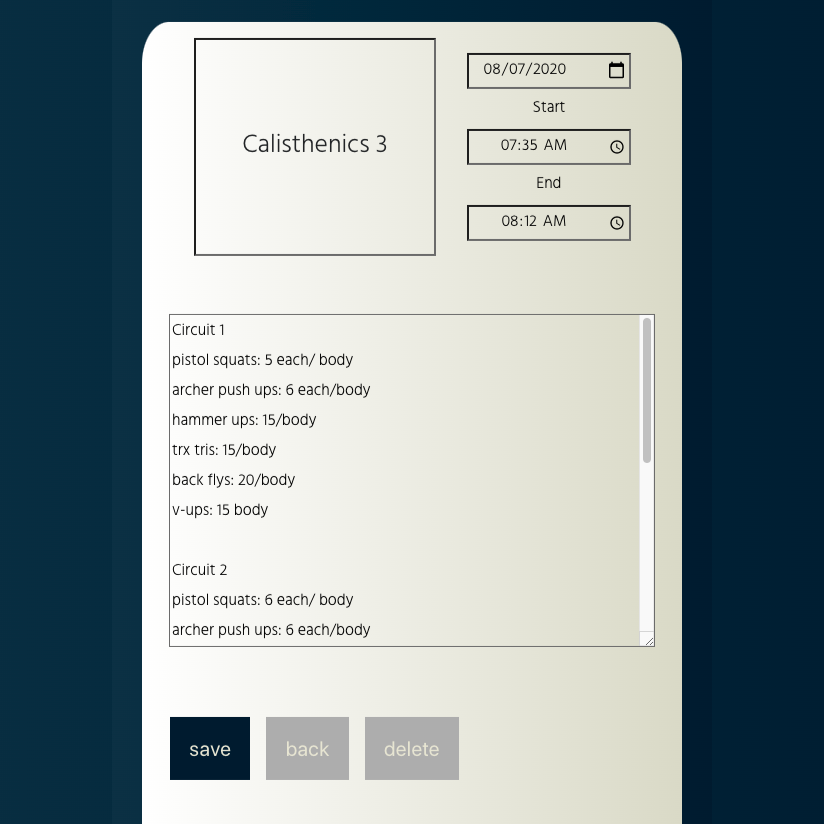 Calisthenics 3
08/07/2020
Start
07:35 AM
End
08:12 AM
Circuit 1
pistol squats: 5 each/ body
archer push ups: 6 each/body
hammer ups: 15/body
trx tris: 15/body
back flys: 20/body
v-ups: 15 body
Circuit 2
pistol squats: 6 each/ body
archer push ups: 6 each/body
save
back
delete